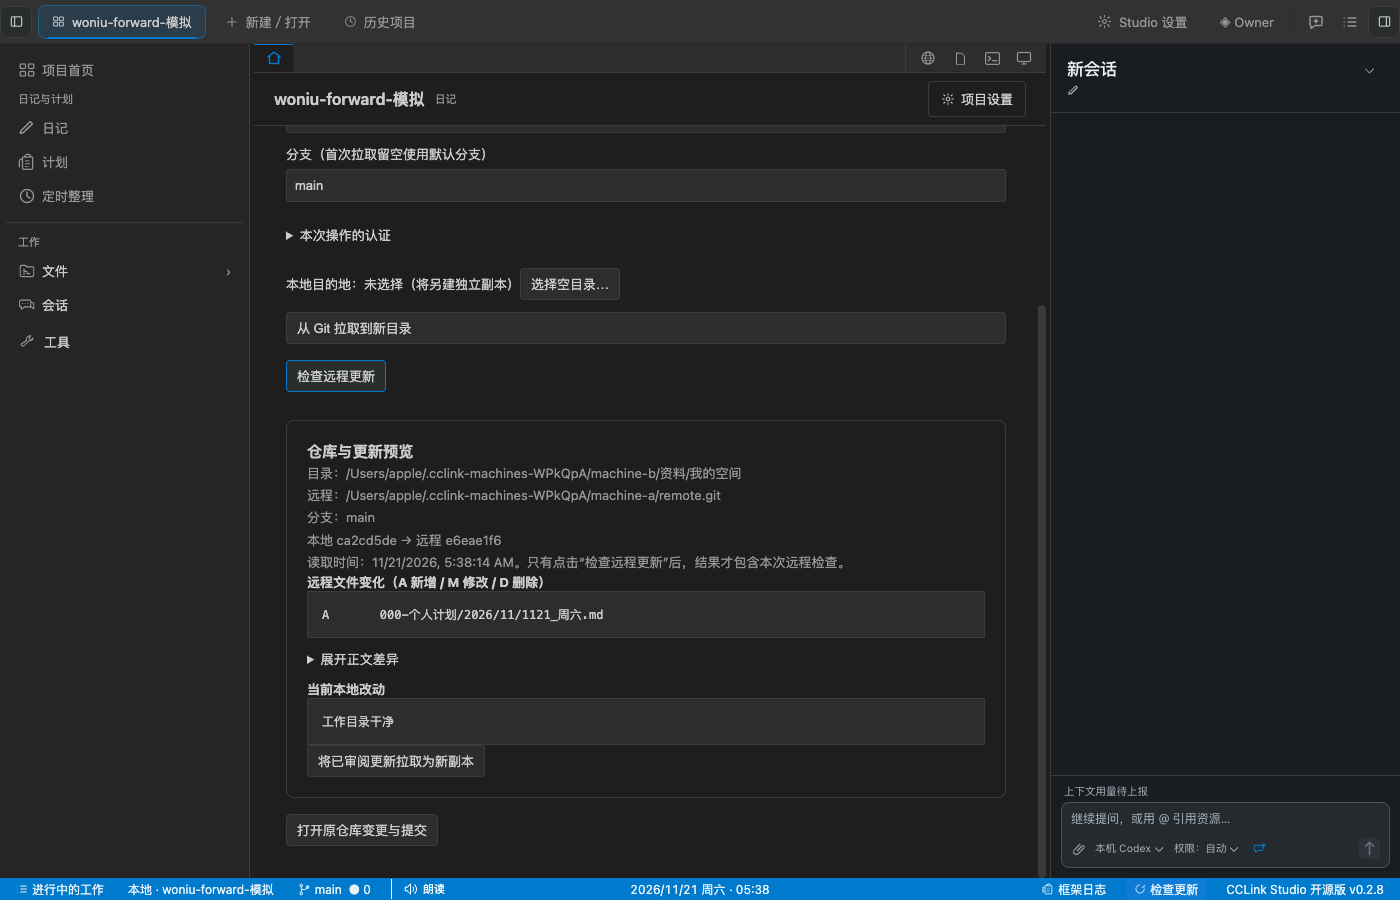 woniu-forward-模拟
新建 / 打开
历史项目
Studio 设置
Owner
项目首页
日记与计划
日记
计划
定时整理
工作
文件
会话
工具
woniu-forward-模拟 日记
项目设置
分支（首次拉取留空使用默认分支）
main
本次操作的认证
本地目的地：未选择（将另建独立副本）
选择空目录...
从 Git 拉取到新目录
检查远程更新
仓库与更新预览
目录：/Users/apple/.cclink-machines-WPkQpA/machine-b/资料/我的空间
远程：/Users/apple/.cclink-machines-WPkQpA/machine-a/remote.git
分支：main
本地 ca2cd5de → 远程 e6eae1f6
读取时间：11/21/2026, 5:38:14 AM。只有点击“检查远程更新”后，结果才包含本次远程检查。
远程文件变化（A 新增 / M 修改 / D 删除）
A 000-个人计划/2026/11/1121_周六.md
展开正文差异
当前本地改动
工作目录干净
将已审阅更新拉取为新副本
打开原仓库变更与提交
新会话
上下文用量待上报
继续提问，或用 @ 引用资源...
本机 Codex
权限：自动
进行中的工作
本地 · woniu-forward-模拟
main
0
朗读
2026/11/21 周六 · 05:38
框架日志
检查更新
CCLink Studio 开源版 v0.2.8